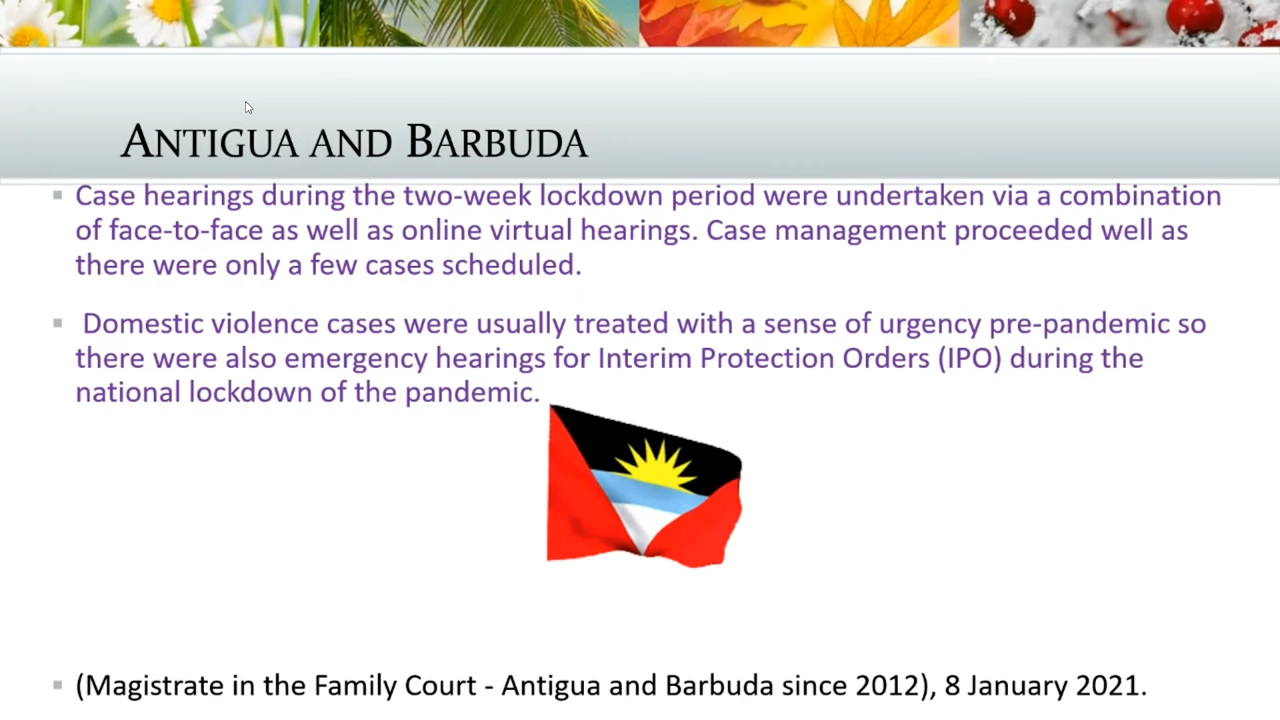 ANTIGUA AND BARBUDA
Case hearings during the two-week lockdown period were undertaken via a combination
of face-to-face as well as online virtual hearings. Case management proceeded well as
there were only a few cases scheduled.
Domestic violence cases were usually treated with a sense of urgency pre-pandemic so
there were also emergency hearings for Interim Protection Orders (IPO) during the
national lockdown of the pandemic.
(Magistrate in the Family Court - Antigua and Barbuda since 2012), 8 January 2021.